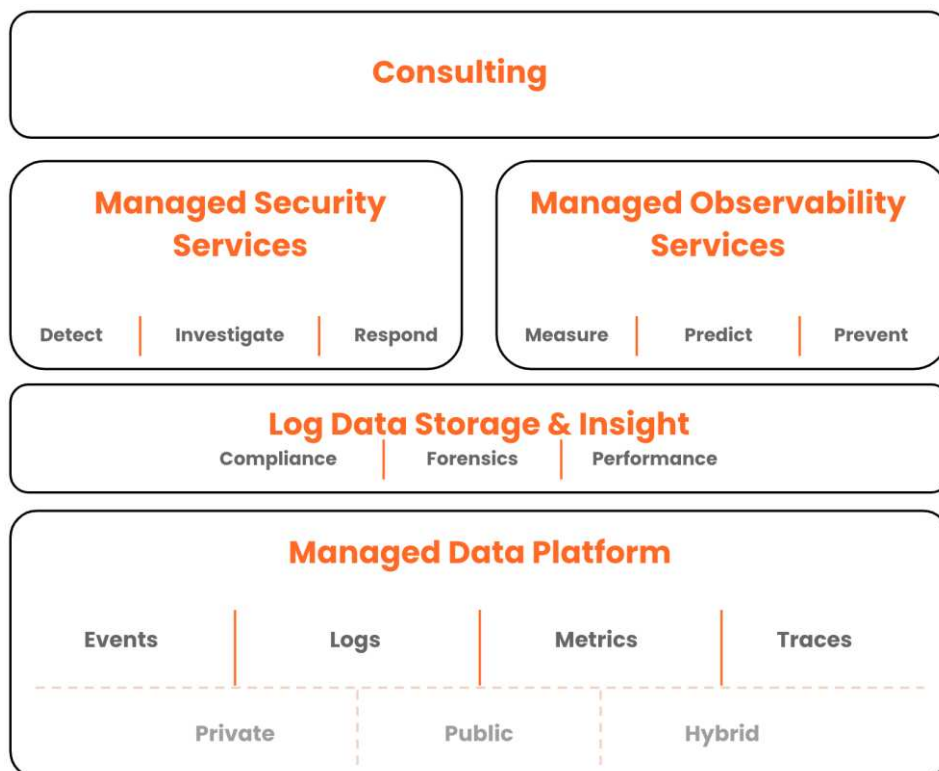 Consulting
Managed Security
Services
Detect
Investigate
Respond
Managed Observability
Services
Measure
Predict
Prevent
Log Data Storage & Insight
Compliance
Forensics
Performance
Managed Data Platform
Events
Logs
Metrics
Traces
Private
Public
Hybrid